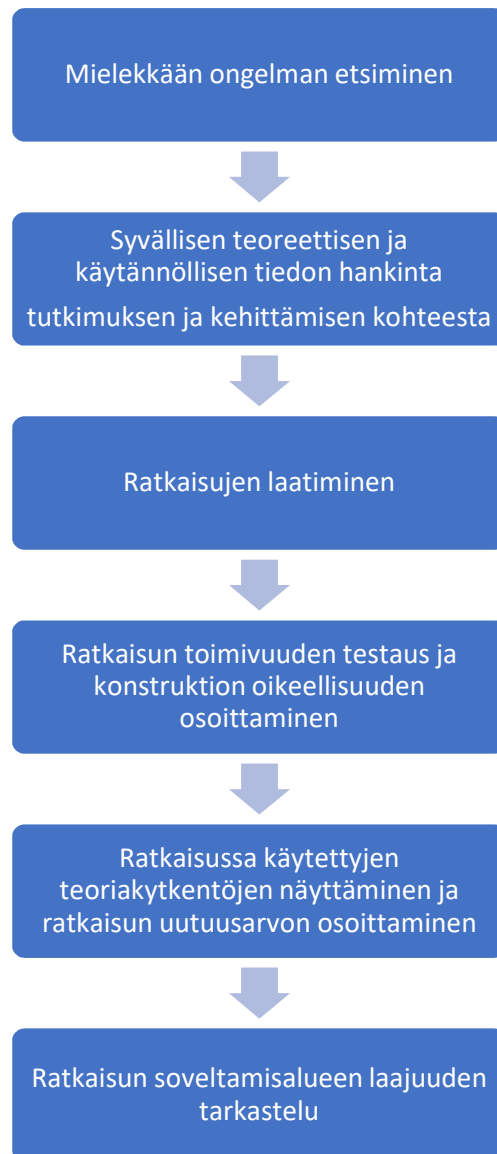 Mielekkään ongelman etsiminen
Syvällisen teoreettisen ja
käytännöllisen tiedon hankinta
tutkimuksen ja kehittämisen kohteesta
Ratkaisujen laatiminen
Ratkaisun toimivuuden testaus ja
konstruktion oikeellisuuden
osoittaminen
Ratkaisussa käytettyjen
teoriakytkentöjen näyttäminen ja
ratkaisun uutuusarvon osoittaminen
Ratkaisun soveltamisalueen laajuuden
tarkastelu